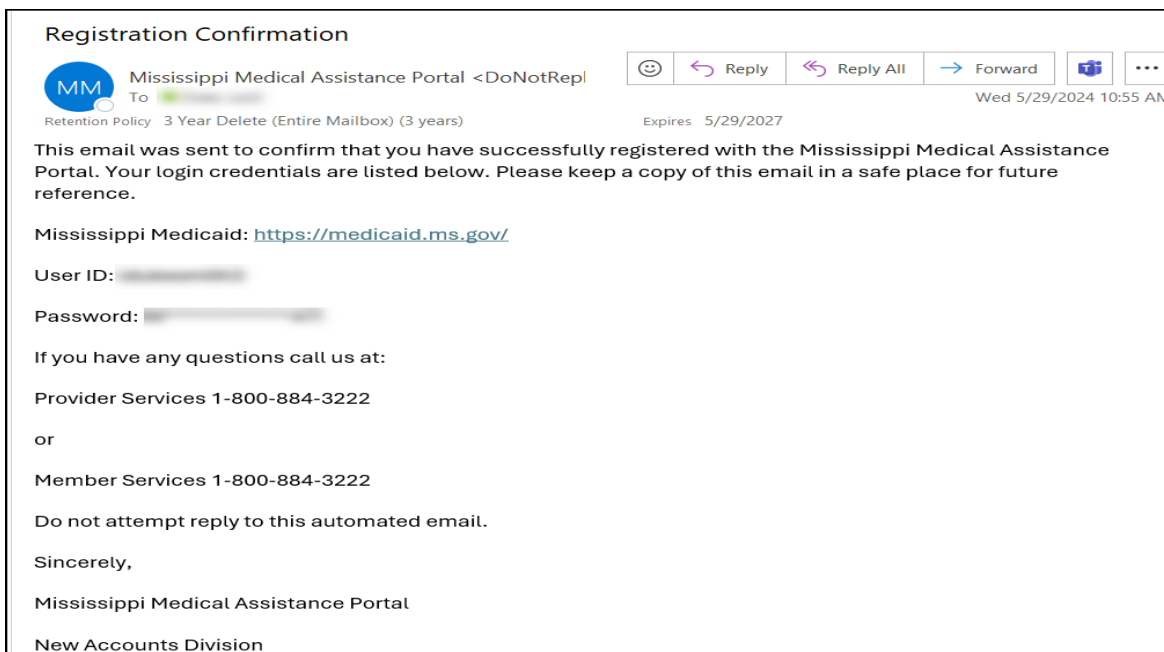 Registration Confirmation
MM
Mississippi Medical Assistance Portal <DoNotRepl
Reply
Reply All
Forward
To
Wed 5/29/2024 10:55 AM
Retention Policy 3 Year Delete (Entire Mailbox) (3 years)
Expires 5/29/2027
This email was sent to confirm that you have successfully registered with the Mississippi Medical Assistance
Portal. Your login credentials are listed below. Please keep a copy of this email in a safe place for future
reference.
Mississippi Medicaid: https://medicaid.ms.gov/
User ID:
Password:
If you have any questions call us at:
Provider Services 1-800-884-3222
or
Member Services 1-800-884-3222
Do not attempt reply to this automated email.
Sincerely,
Mississippi Medical Assistance Portal
New Accounts Division